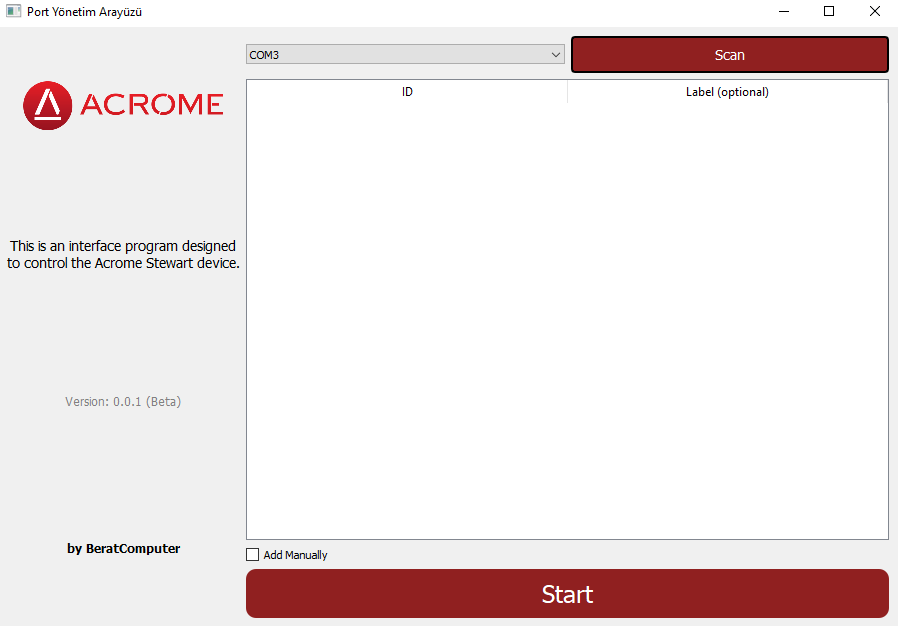 Port Yönetim Arayüzü
COM3
Scan
ACROME
ID
Label (optional)
This is an interface program designed
to control the Acrome Stewart device.
Version: 0.0.1 (Beta)
by BeratComputer
Add Manually
Start